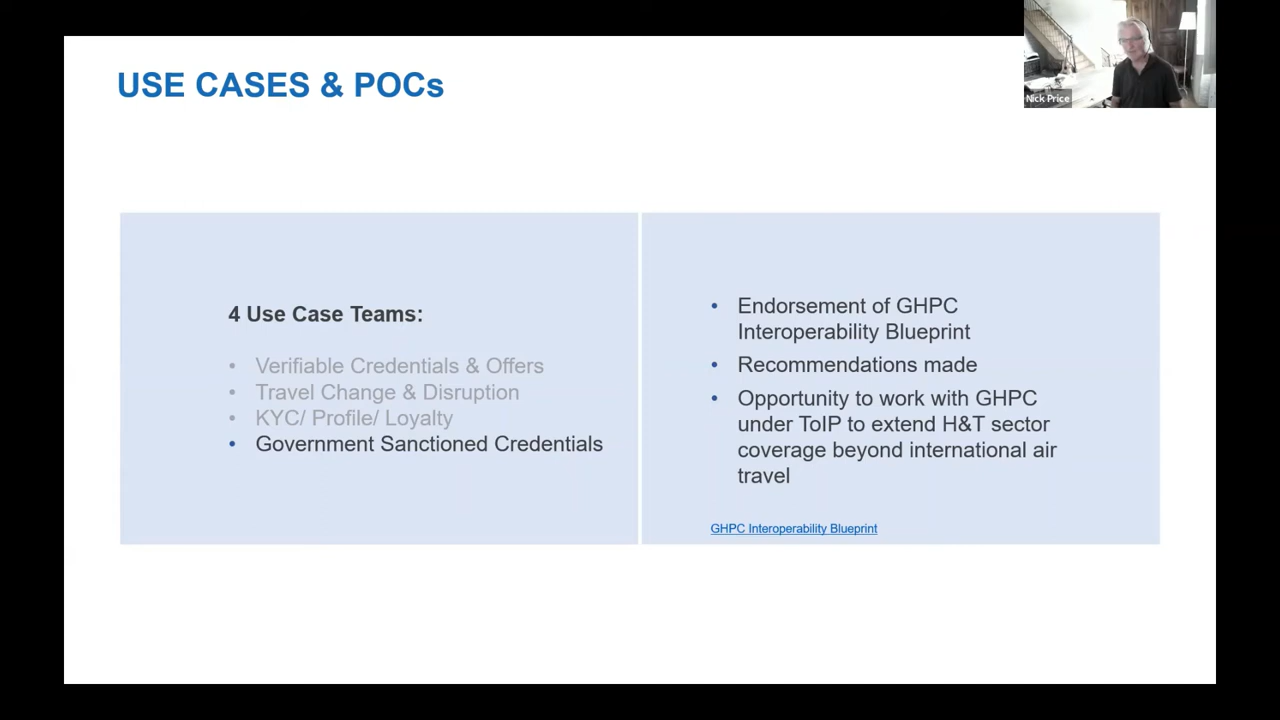 USE CASES & POCs
Nick Price
4 Use Case Teams:
• Verifiable Credentials & Offers
• Travel Change & Disruption
• KYC/ Profile/ Loyalty
• Government Sanctioned Credentials
• Endorsement of GHPC
Interoperability Blueprint
• Recommendations made
• Opportunity to work with GHPC
under ToIP to extend H&T sector
coverage beyond international air
travel
GHPC Interoperability Blueprint